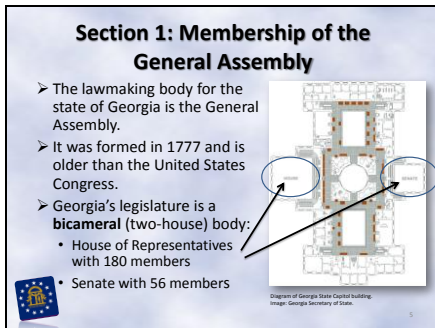 Section 1: Membership of the
General Assembly
➢ The lawmaking body for the
state of Georgia is the General
Assembly.
➢ It was formed in 1777 and is
older than the United States
Congress.
➢ Georgia’s legislature is a
bicameral (two-house) body:
• House of Representatives
with 180 members
• Senate with 56 members
Diagram of Georgia State Capitol building.
Image: Georgia Secretary of State.
5